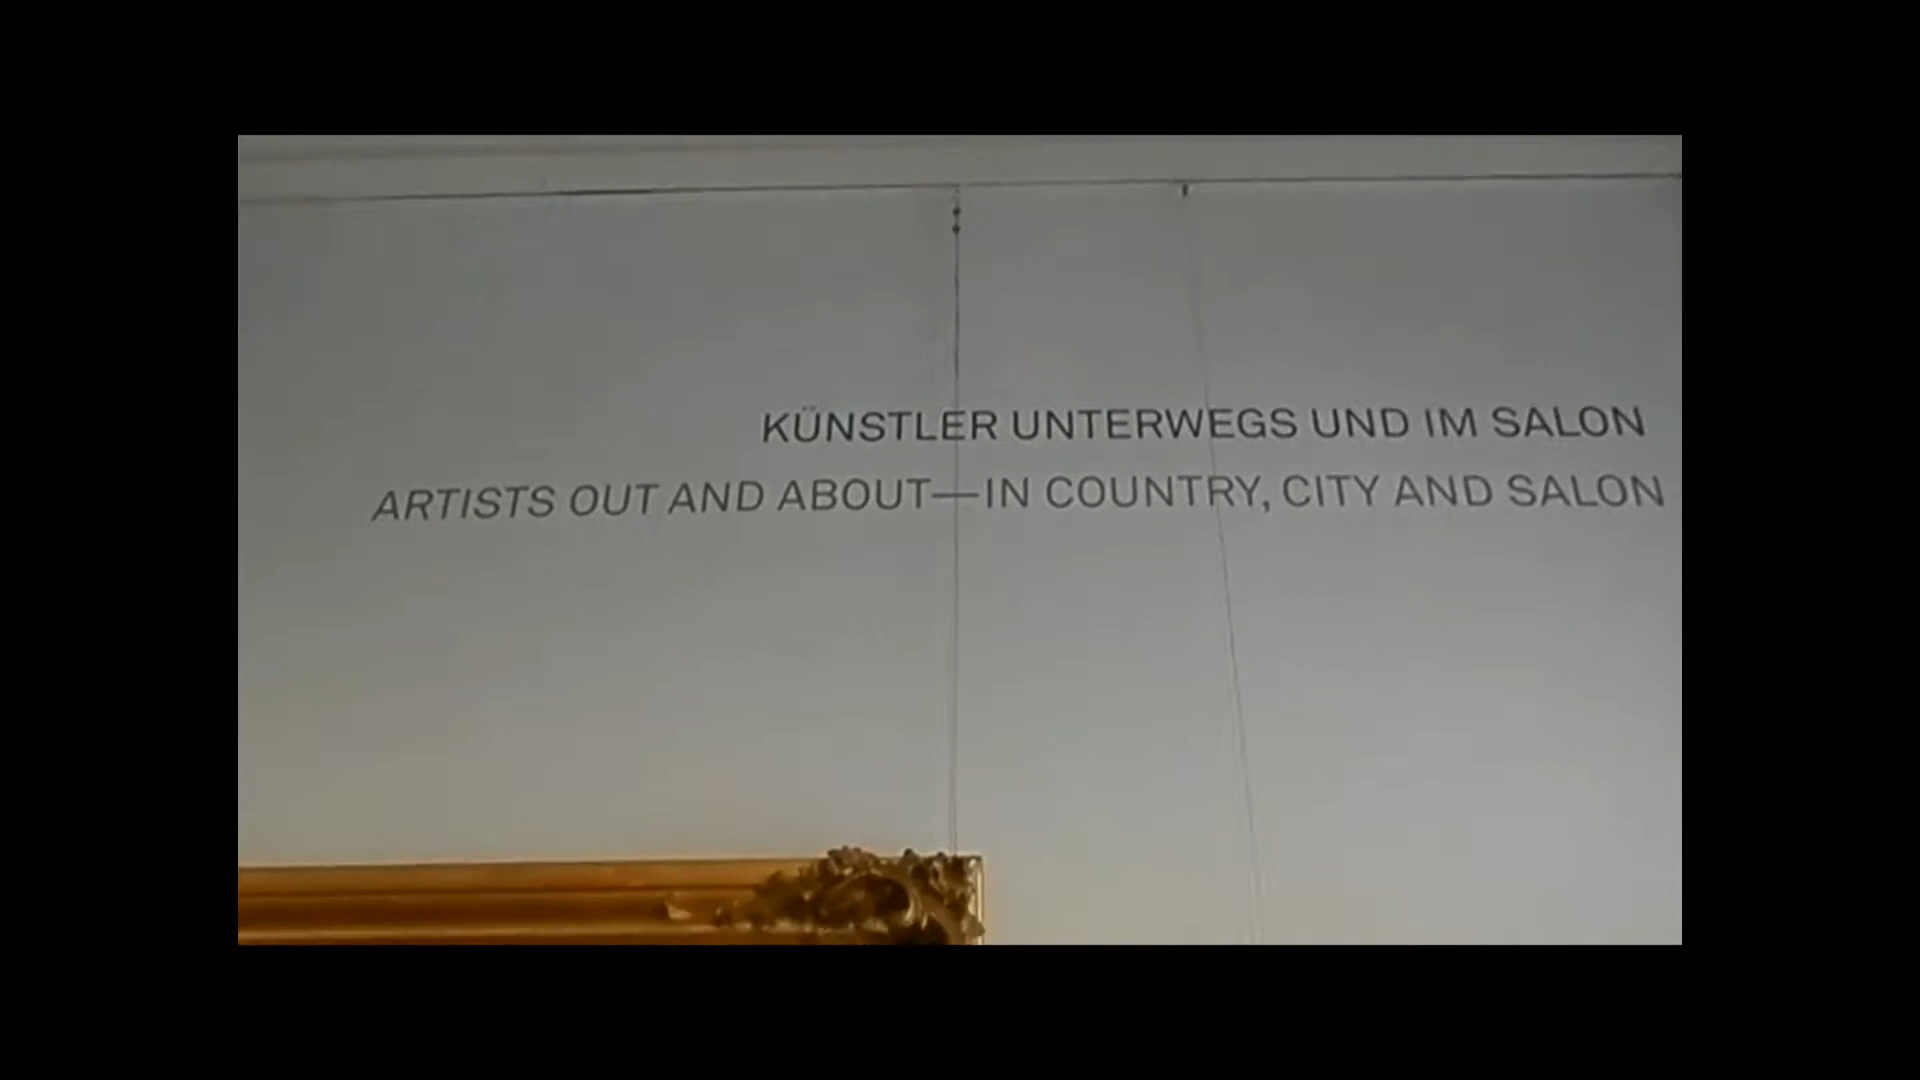 KÜNSTLER UNTERWEGS UND IM SALON
ARTISTS OUT AND ABOUT—IN COUNTRY, CITY AND SALON